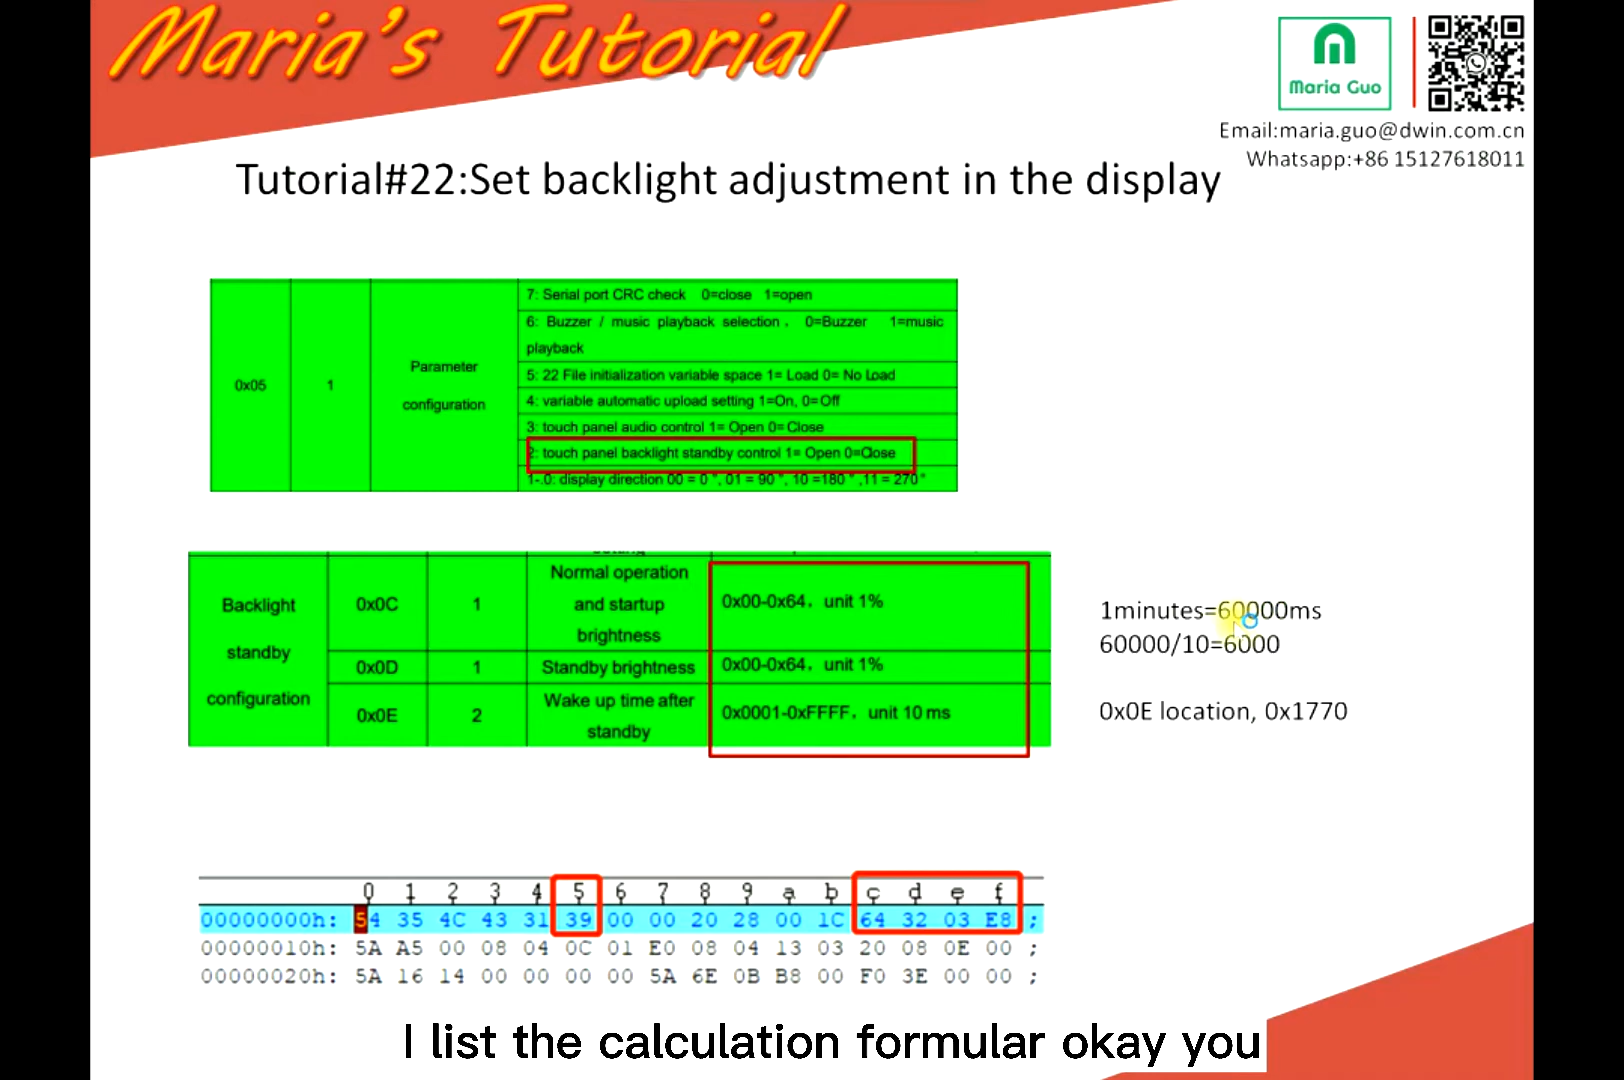 Maria's Tutorial
Maria Guo
Email:maria.guo@dwin.com.cn
Whatsapp:+86 15127618011
Tutorial#22:Set backlight adjustment in the display
0x05 1 Parameter configuration
7: Serial port CRC check 0=close 1=open
6: Buzzer / music playback selection , 0=Buzzer 1=music
playback
5: 22 File initialization variable space 1= Load 0= No Load
4: variable automatic upload setting 1=On, 0=Off
3: touch panel audio control 1= Open 0=Close
2: touch panel backlight standby control 1= Open 0=Close
1-.0: display direction 00 = 0 °, 01 = 90 °, 10 =180 ° ,11 = 270°
Backlight
standby
configuration
0x0C 1 Normal operation
and startup
brightness
0x00-0x64, unit 1%
0x0D 1 Standby brightness 0x00-0x64, unit 1%
0x0E 2 Wake up time after
standby
0x0001-0xFFFF, unit 10 ms
1minutes=60000ms
60000/10=6000
0x0E location, 0x1770
0 1 2 3 4 5 6 7 8 9 a b c d e f
00000000h: 54 35 4C 43 31 39 00 00 20 28 00 1C 64 32 03 E8 ;
00000010h: 5A A5 00 08 04 0C 01 E0 08 04 13 03 20 08 0E 00 ;
00000020h: 5A 16 14 00 00 00 00 5A 6E 0B B8 00 F0 3E 00 00 ;
I list the calculation formular okay you